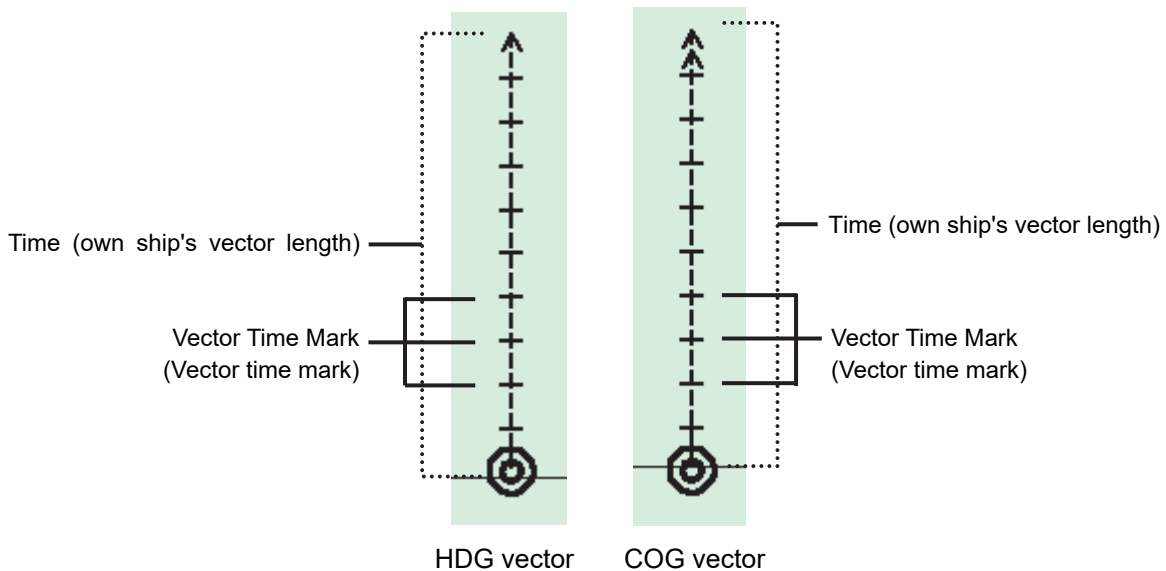 Time (own ship's vector length)
Vector Time Mark
(Vector time mark)
Time (own ship's vector length)
Vector Time Mark
(Vector time mark)
HDG vector
COG vector